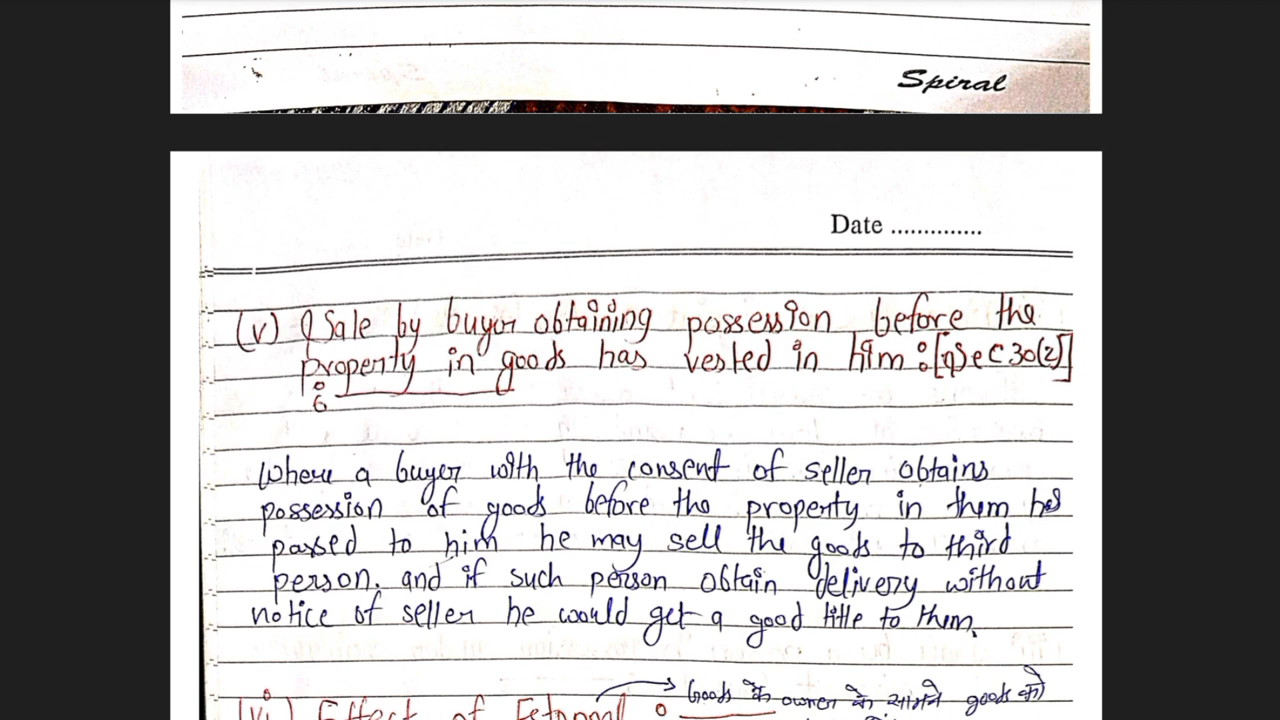 Spiral
Date ..............
(v) Sale by buyer obtaining possession before the
property in goods has vested in him : [Sec 30(2)]
Where a buyer with the consent of seller obtains
possession of goods before the property in them has
passed to him he may sell the goods to third
person. and if such person obtain delivery without
notice of seller he would get a good title to them.
Goods के owner के सामने goods को
(vi) Effect of